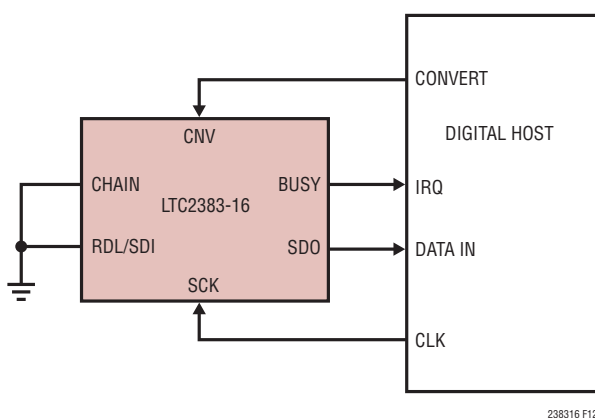 CONVERT
CNV
DIGITAL HOST
CHAIN
BUSY
IRQ
LTC2383-16
RDL/SDI
SDO
DATA IN
SCK
CLK
238316 F12